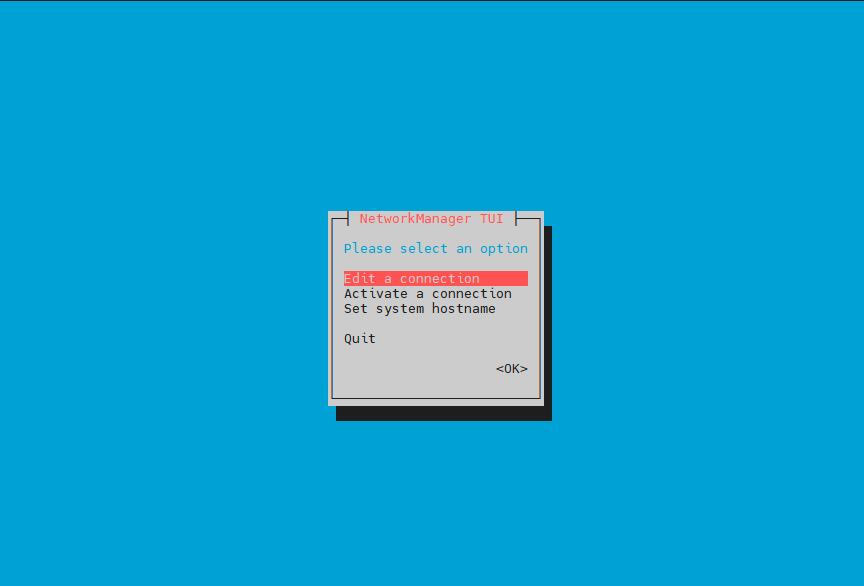 NetworkManager TUI
Please select an option
Edit a connection
Activate a connection
Set system hostname
Quit
<OK>